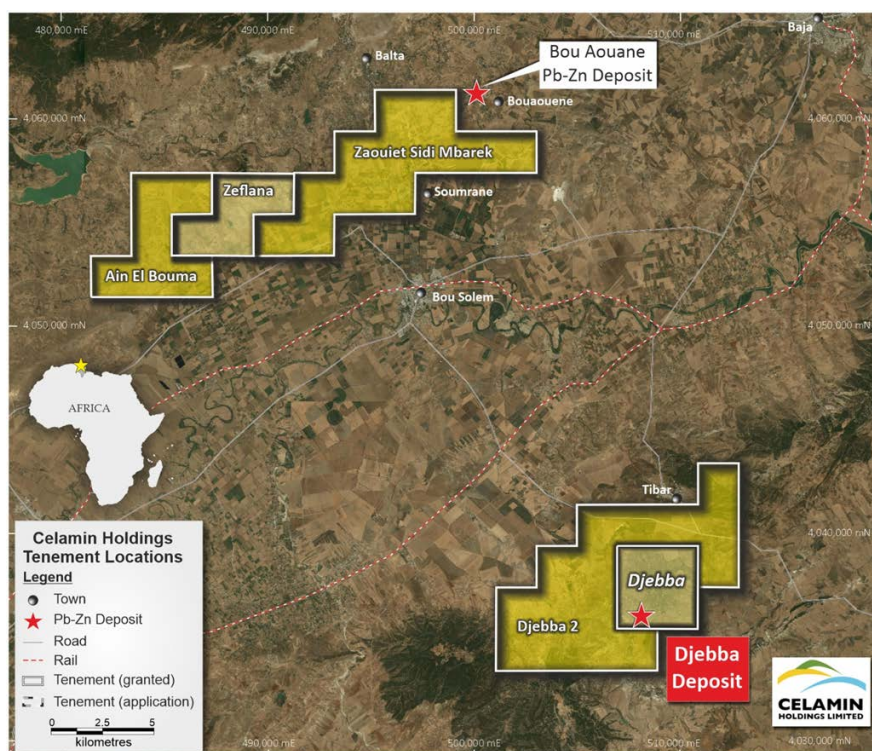 480,000 mE
490,000 mE
500,000 mE
510,000 mE
Baja
Balta
Bou Aouane
Pb-Zn Deposit
Bouaouene
4,060,000 mN
4,060,000 mN
Zaouiet Sidi Mbarek
Zeflana
Soumrane
Ain El Bouma
Bou Solem
4,050,000 mN
4,050,000 mN
AFRICA
Tibar
4,040,000 mN
Djebba
Djebba 2
Djebba
Deposit
Celamin Holdings
Tenement Locations
Legend
Town
Pb-Zn Deposit
Road
Rail
Tenement (granted)
Tenement (application)
0 2.5 5
kilometres
CELAMIN
HOLDINGS LIMITED
490,000 mE
500,000 mE
510,000 mE
4,030,000 mN